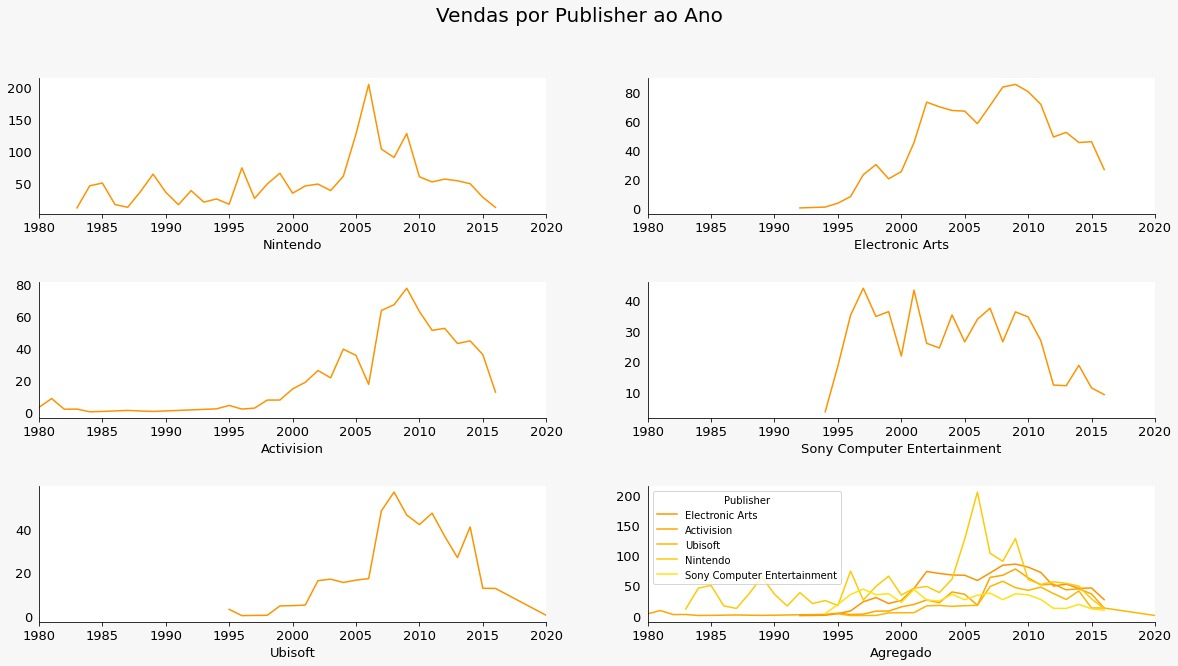 Vendas por Publisher ao Ano
200
150
100
50
1980 1985 1990 1995 2000 2005 2010 2015 2020
Nintendo
80
60
40
20
0
1980 1985 1990 1995 2000 2005 2010 2015 2020
Electronic Arts
80
60
40
20
0
1980 1985 1990 1995 2000 2005 2010 2015 2020
Activision
40
30
20
10
1980 1985 1990 1995 2000 2005 2010 2015 2020
Sony Computer Entertainment
40
20
0
1980 1985 1990 1995 2000 2005 2010 2015 2020
Ubisoft
200
150
100
50
0
Publisher
Electronic Arts
Activision
Ubisoft
Nintendo
Sony Computer Entertainment
1980 1985 1990 1995 2000 2005 2010 2015 2020
Agregado